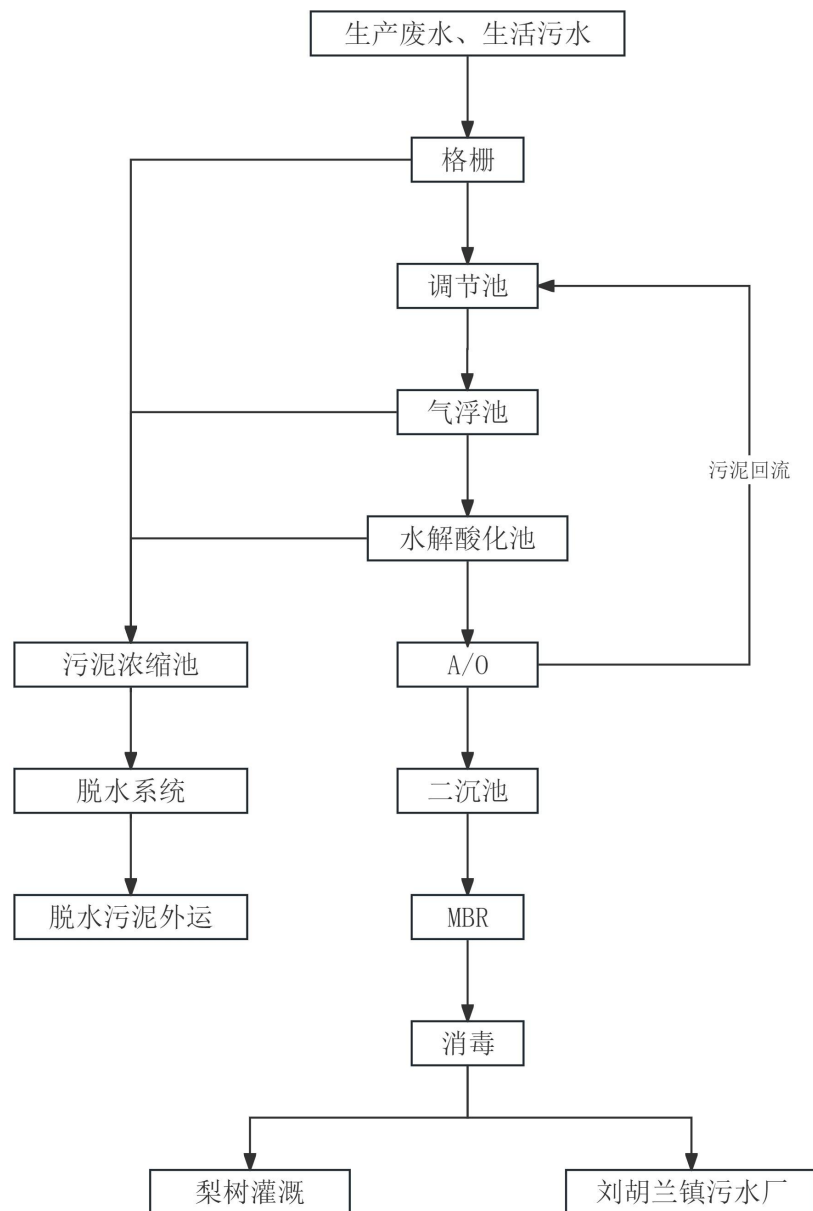 生产废水、生活污水
格栅
调节池
气浮池
污泥回流
水解酸化池
污泥浓缩池
A/O
脱水系统
二沉池
脱水污泥外运
MBR
消毒
梨树灌溉
刘胡兰镇污水厂